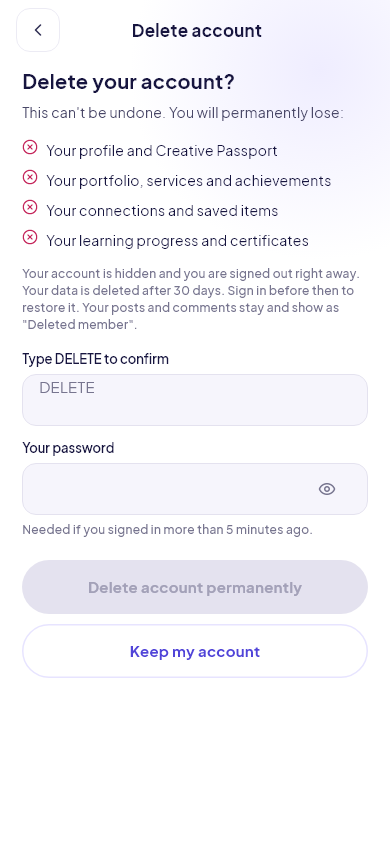 Delete account
Delete your account?
This can't be undone. You will permanently lose:
Your profile and Creative Passport
Your portfolio, services and achievements
Your connections and saved items
Your learning progress and certificates
Your account is hidden and you are signed out right away.
Your data is deleted after 30 days. Sign in before then to
restore it. Your posts and comments stay and show as
"Deleted member".
Type DELETE to confirm
DELETE
Your password
Needed if you signed in more than 5 minutes ago.
Delete account permanently
Keep my account